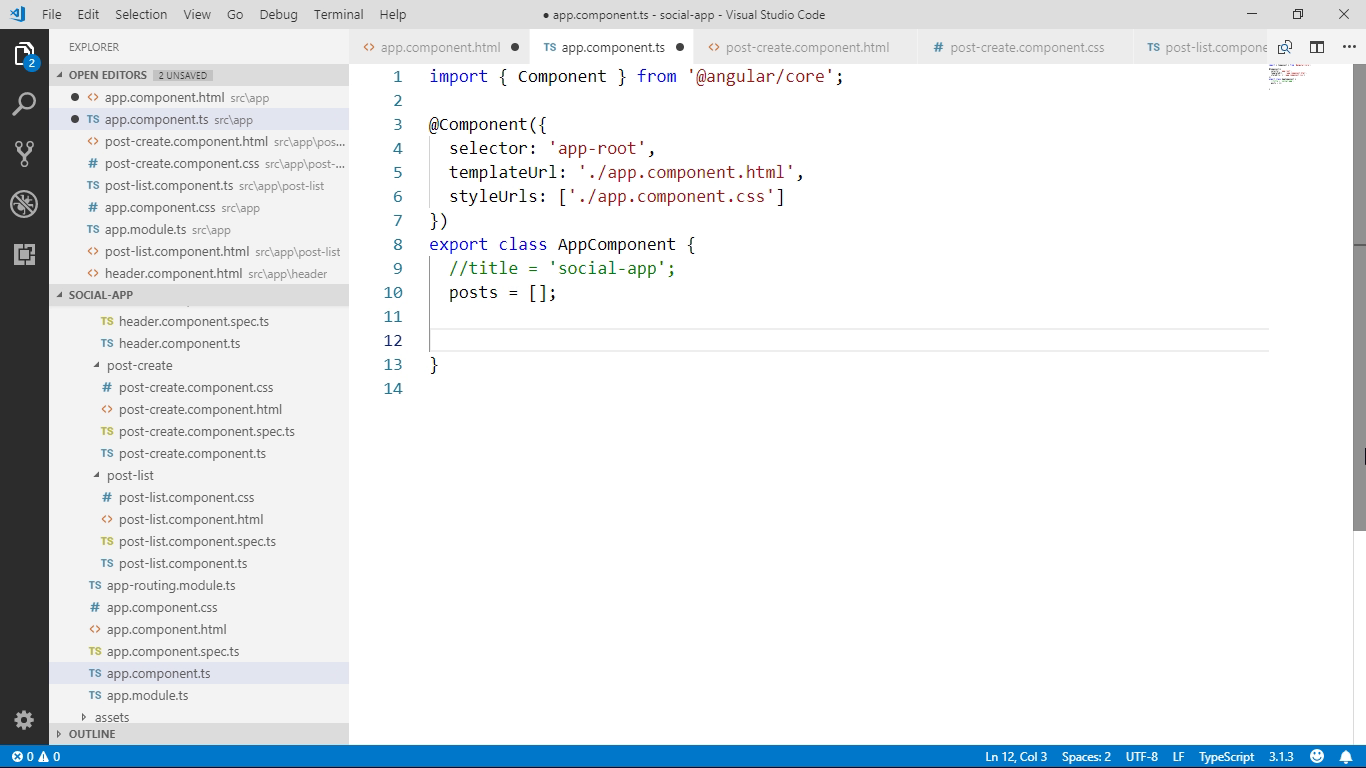 File Edit Selection View Go Debug Terminal Help ● app.component.ts - social-app - Visual Studio Code
EXPLORER
OPEN EDITORS 2 UNSAVED
app.component.html src\app
TS app.component.ts src\app
post-create.component.html src\app\pos...
# post-create.component.css src\app\post-...
TS post-list.component.ts src\app\post-list
# app.component.css src\app
TS app.module.ts src\app
post-list.component.html src\app\post-list
header.component.html src\app\header
SOCIAL-APP
TS header.component.spec.ts
TS header.component.ts
post-create
# post-create.component.css
post-create.component.html
TS post-create.component.spec.ts
TS post-create.component.ts
post-list
# post-list.component.css
post-list.component.html
TS post-list.component.spec.ts
TS post-list.component.ts
TS app-routing.module.ts
# app.component.css
app.component.html
TS app.component.spec.ts
TS app.component.ts
TS app.module.ts
assets
OUTLINE
2
app.component.html TS app.component.ts post-create.component.html # post-create.component.css TS post-list.compone
1 import { Component } from '@angular/core';
2
3 @Component({
4 selector: 'app-root',
5 templateUrl: './app.component.html',
6 styleUrls: ['./app.component.css']
7 })
8 export class AppComponent {
9 //title = 'social-app';
10 posts = [];
11
12
13 }
14
0 0 Ln 12, Col 3 Spaces: 2 UTF-8 LF TypeScript 3.1.3